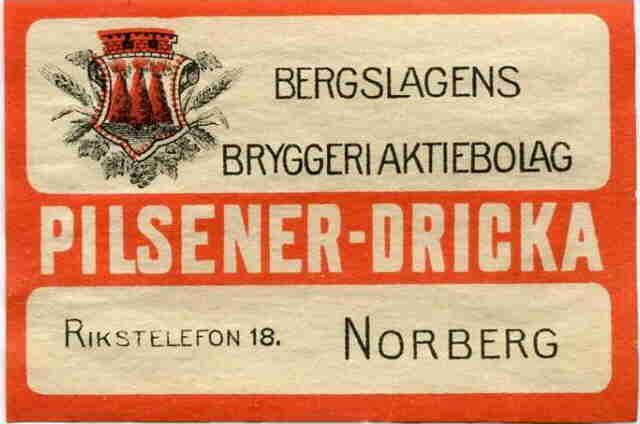 BERGSLAGENS
BRYGGERI AKTIEBOLAG
PILSENER-DRICKA
RIKSTELEFON 18. NORBERG